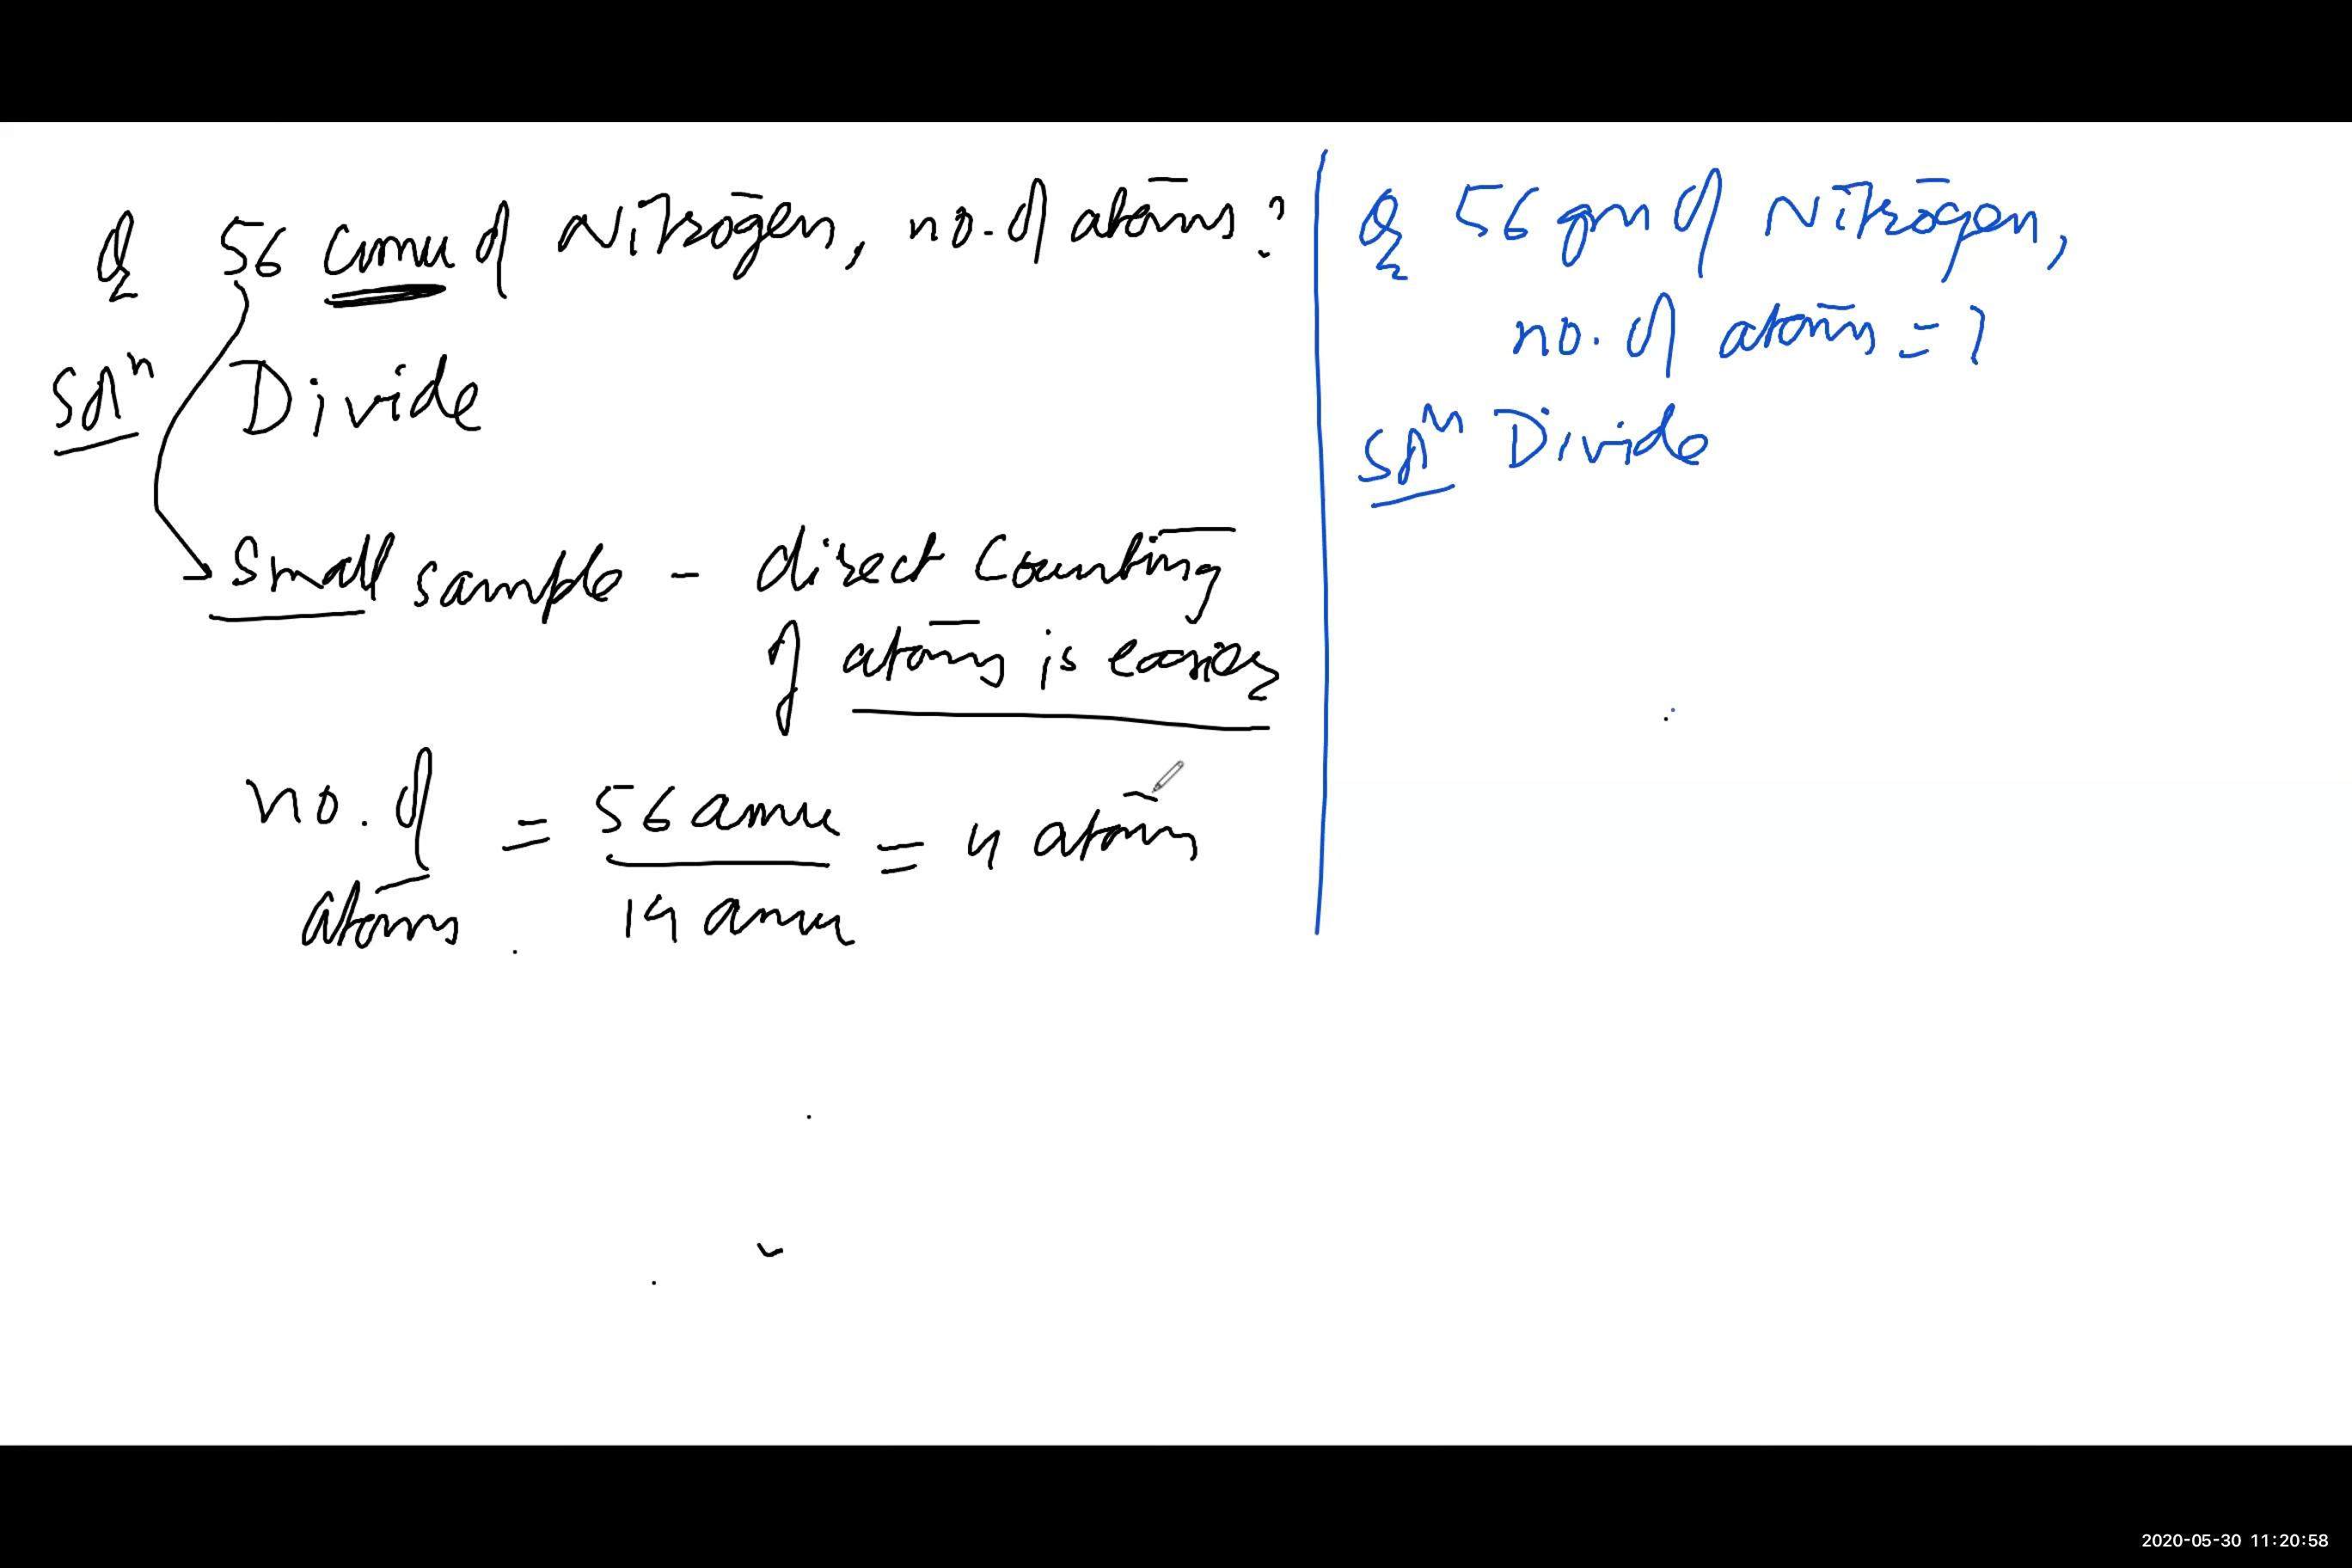 Q 56 amu of Nitrogen, no. of atoms?
Solⁿ Divide
Small sample - direct counting
of atoms is easier
no. of atoms = 56 amu / 14 amu = 4 atoms
Q 56 gm of Nitrogen,
no. of atoms = ?
Solⁿ Divide
2020-05-30 11:20:58